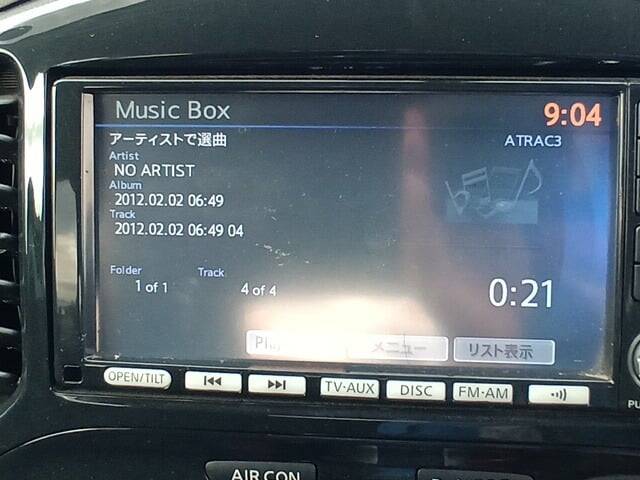 Music Box
9:04
アーティストで選曲
ATRAC3
Artist
NO ARTIST
Album
2012.02.02 06:49
Track
2012.02.02 06:49 04
Folder
Track
1 of 1
4 of 4
0:21
メニュー
リスト表示
OPEN/TILT
TV·AUX
DISC
FM·AM
AIR CON